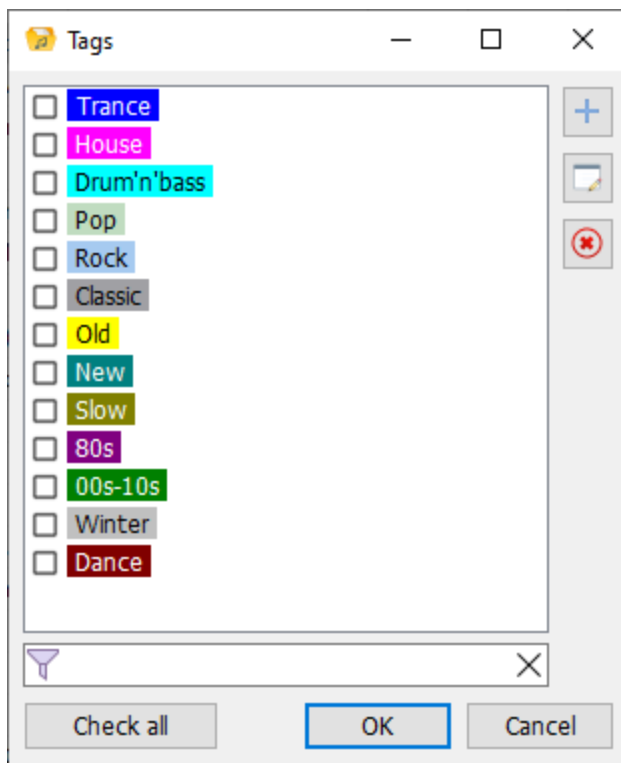 Tags
Trance
House
Drum'n'bass
Pop
Rock
Classic
Old
New
Slow
80s
00s-10s
Winter
Dance
Check all
OK
Cancel